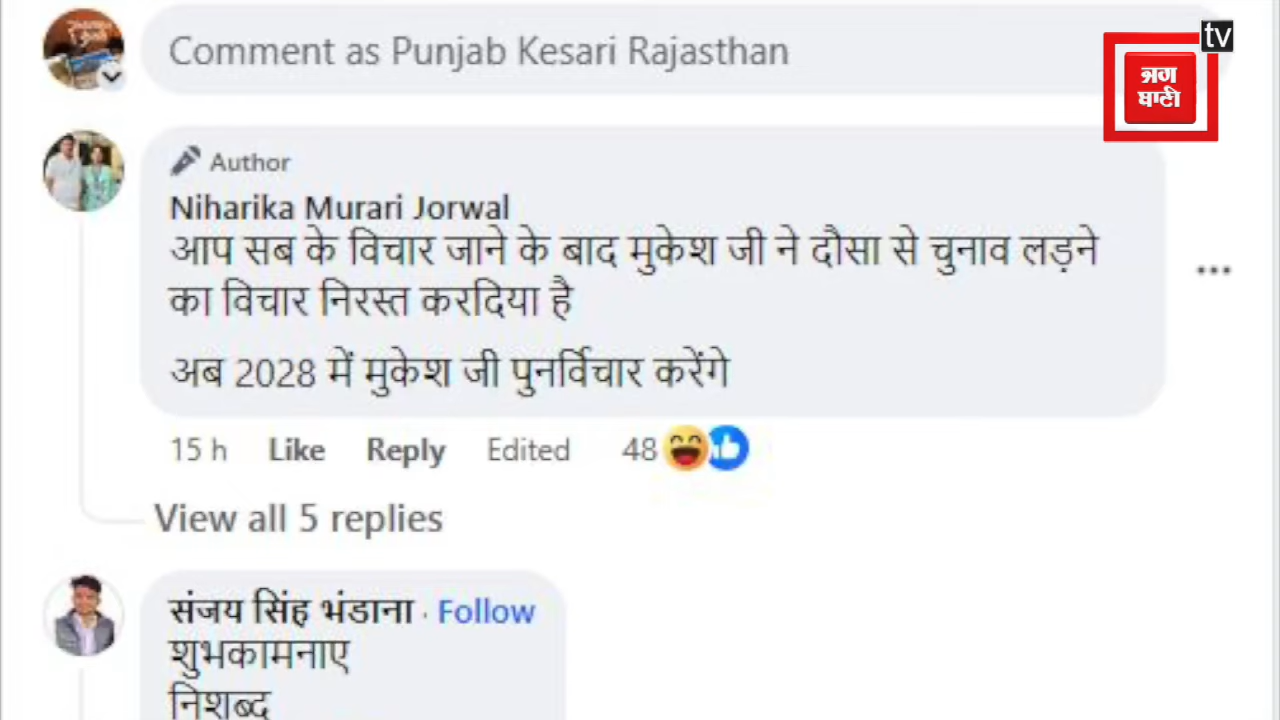 tv
ਜਗ
ਬਾਣੀ
Comment as Punjab Kesari Rajasthan
Author
Niharika Murari Jorwal
आप सब के विचार जाने के बाद मुकेश जी ने दौसा से चुनाव लड़ने
का विचार निरस्त करदिया है
अब 2028 में मुकेश जी पुनर्विचार करेंगे
15 h Like Reply Edited 48
View all 5 replies
संजय सिंह भंडाना · Follow
शुभकामनाए
निशब्द